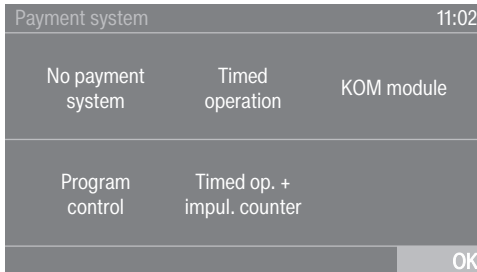 Payment system 11:02
No payment Timed KOM module
system operation
Program Timed op. +
control impul. counter
OK